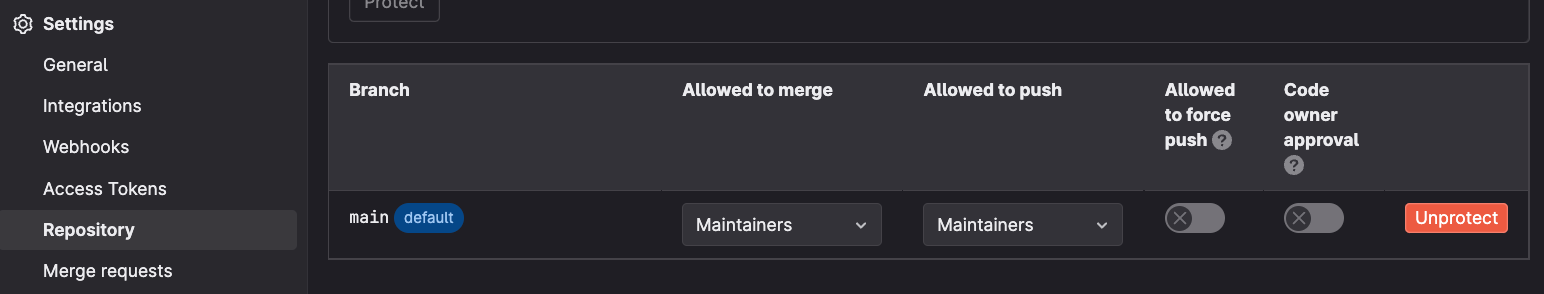 Protect
Settings
General
Integrations
Webhooks
Access Tokens
Repository
Merge requests
Branch
Allowed to merge
Allowed to push
Allowed
to force
push ?
Code
owner
approval
?
main default
Maintainers
Maintainers
Unprotect